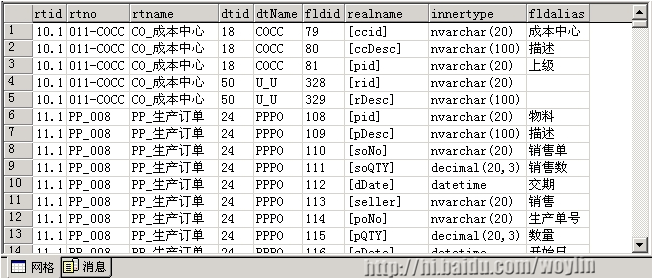 rtid rtno rtname dtid dtName fldid realname innertype fldalias
1 10.1 011-COCC CO_成本中心 18 COCC 79 [ccid] nvarchar(20) 成本中心
2 10.1 011-COCC CO_成本中心 18 COCC 80 [ccDesc] nvarchar(100) 描述
3 10.1 011-COCC CO_成本中心 18 COCC 81 [pid] nvarchar(20) 上级
4 10.1 011-COCC CO_成本中心 50 U_U 328 [rid] nvarchar(20)
5 10.1 011-COCC CO_成本中心 50 U_U 329 [rDesc] nvarchar(100)
6 11.1 PP_008 PP_生产订单 24 PPPO 108 [pid] nvarchar(20) 物料
7 11.1 PP_008 PP_生产订单 24 PPPO 109 [pDesc] nvarchar(100) 描述
8 11.1 PP_008 PP_生产订单 24 PPPO 110 [soNo] nvarchar(20) 销售单
9 11.1 PP_008 PP_生产订单 24 PPPO 111 [soQTY] decimal(20,3) 销售数
10 11.1 PP_008 PP_生产订单 24 PPPO 112 [dDate] datetime 交期
11 11.1 PP_008 PP_生产订单 24 PPPO 113 [seller] nvarchar(20) 销售
12 11.1 PP_008 PP_生产订单 24 PPPO 114 [poNo] nvarchar(20) 生产单号
13 11.1 PP_008 PP_生产订单 24 PPPO 115 [pQTY] decimal(20,3) 数量
14 11.1 PP_008 PP_生产订单 24 PPPO 116 datetime 开始日
网格 消息
http://hi.baidu.com/woylin